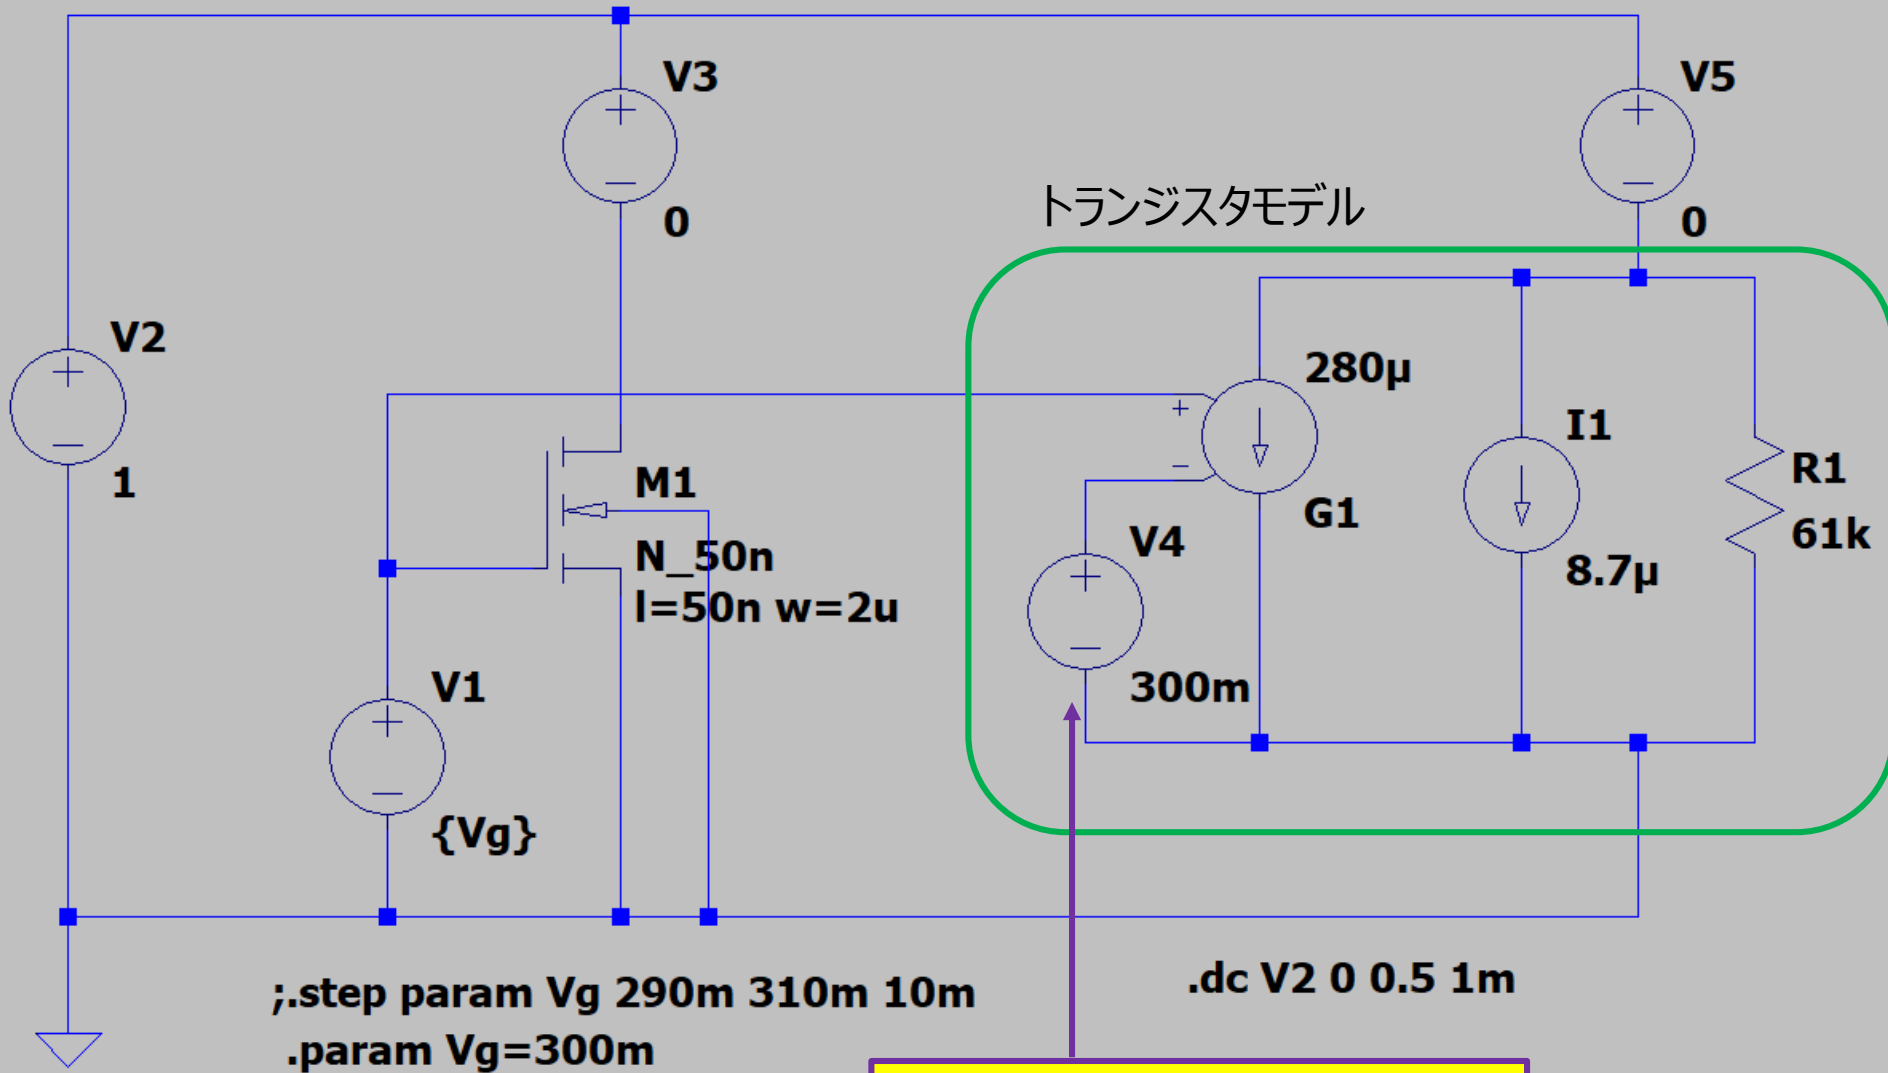 V3
0
V5
0
トランジスタモデル
V2
1
280µ
G1
I1
8.7µ
R1
61k
M1
N_50n
l=50n w=2u
V4
300m
V1
{Vg}
;.step param Vg 290m 310m 10m
.param Vg=300m
.dc V2 0 0.5 1m